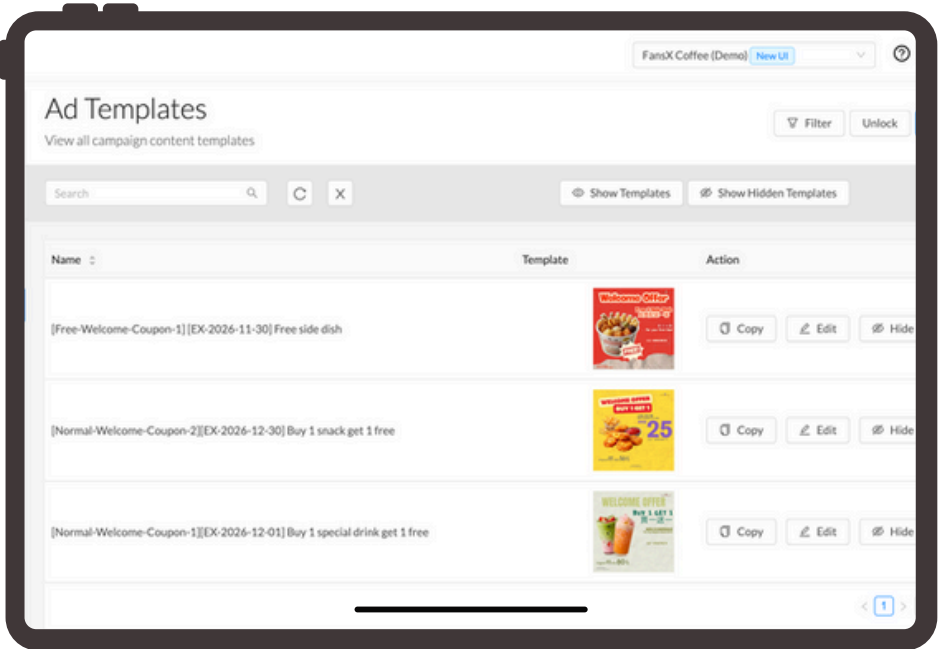 FansX Coffee (Demo) New UI
Ad Templates
View all campaign content templates
Filter
Unlock
Search
Show Templates
Show Hidden Templates
Name
Template
Action
[Free-Welcome-Coupon-1] [EX-2026-11-30] Free side dish
Welcome Offer
Copy
Edit
Hide
[Normal-Welcome-Coupon-2][EX-2026-12-30] Buy 1 snack get 1 free
WELCOME OFFER
BUY 1 GET 1
25
Copy
Edit
Hide
[Normal-Welcome-Coupon-1][EX-2026-12-01] Buy 1 special drink get 1 free
WELCOME OFFER
BUY 1 GET 1
買一送一
Copy
Edit
Hide
1